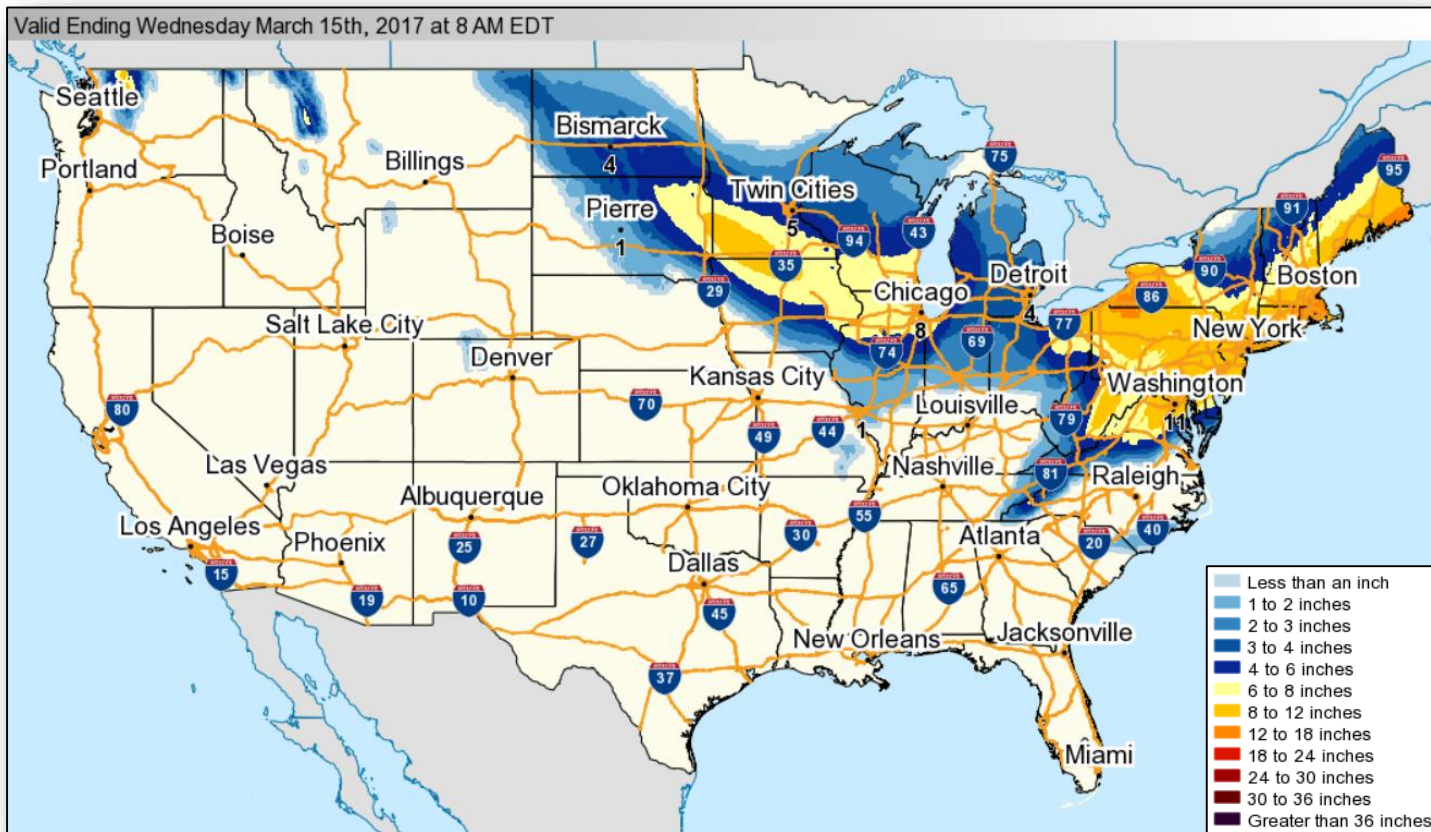 Valid Ending Wednesday March 15th, 2017 at 8 AM EDT
Seattle
Portland
Boise
Billings
Bismarck
4
Pierre
1
Twin Cities
5
75
95
91
94
43
35
29
Detroit
4
90
Boston
86
Chicago
8
77
New York
Salt Lake City
Denver
74
69
Washington
11
80
70
Kansas City
Louisville
79
49
44
1
Las Vegas
Albuquerque
Oklahoma City
Nashville
81
Raleigh
Los Angeles
Phoenix
25
27
30
55
Atlanta
20
40
15
19
10
Dallas
45
65
New Orleans
Jacksonville
37
Miami
Less than an inch
1 to 2 inches
2 to 3 inches
3 to 4 inches
4 to 6 inches
6 to 8 inches
8 to 12 inches
12 to 18 inches
18 to 24 inches
24 to 30 inches
30 to 36 inches
Greater than 36 inches